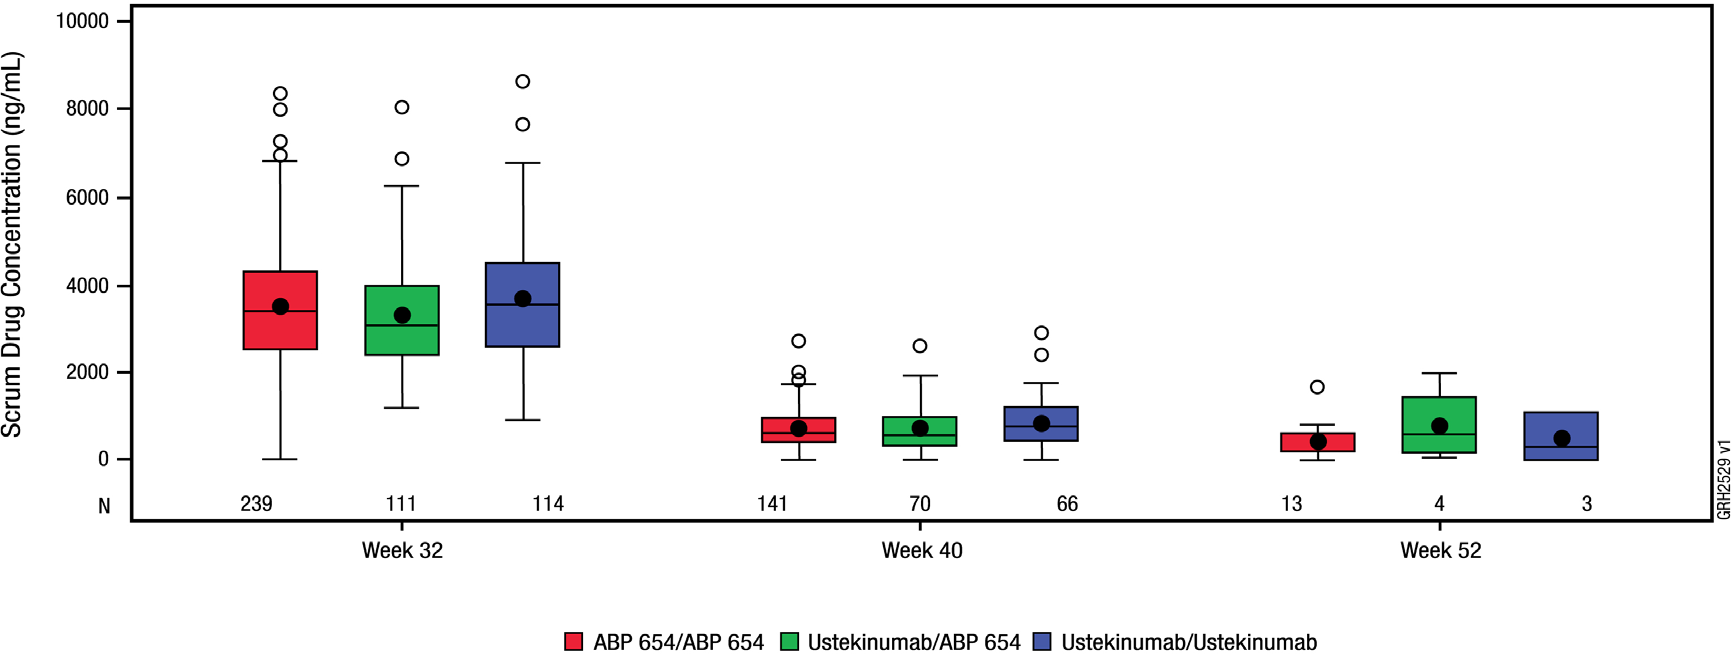 Scrum Drug Concentration (ng/mL)
10000
8000
6000
4000
2000
0
N 239 111 114 141 70 66 13 4 3
Week 32 Week 40 Week 52
ABP 654/ABP 654 Ustekinumab/ABP 654 Ustekinumab/Ustekinumab
GRH2529 v1